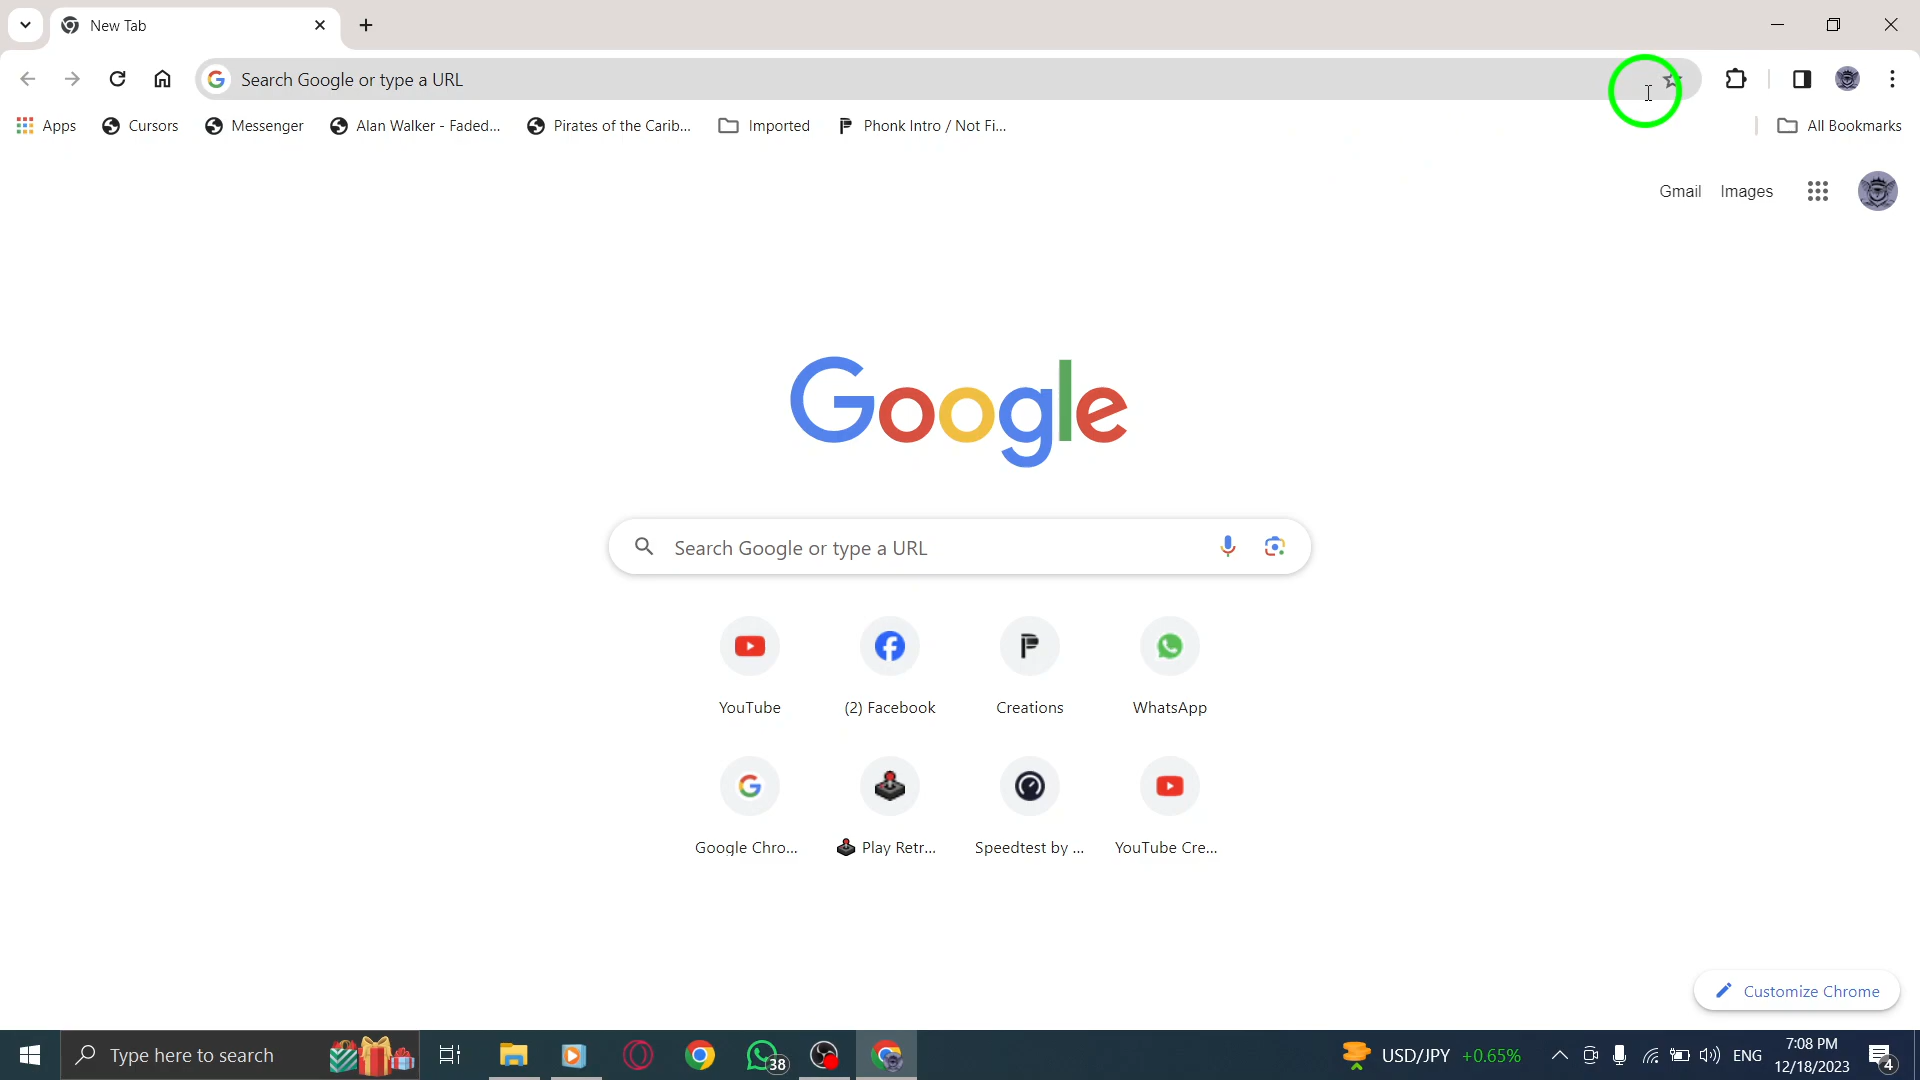 New Tab
Search Google or type a URL
Apps
Cursors
Messenger
Alan Walker - Faded...
Pirates of the Carib...
Imported
Phonk Intro / Not Fi...
All Bookmarks
Gmail
Images
Google
Search Google or type a URL
YouTube
(2) Facebook
Creations
WhatsApp
Google Chro...
Play Retr...
Speedtest by ...
YouTube Cre...
Customize Chrome
Type here to search
38
USD/JPY +0.65%
ENG
7:08 PM
12/18/2023
4